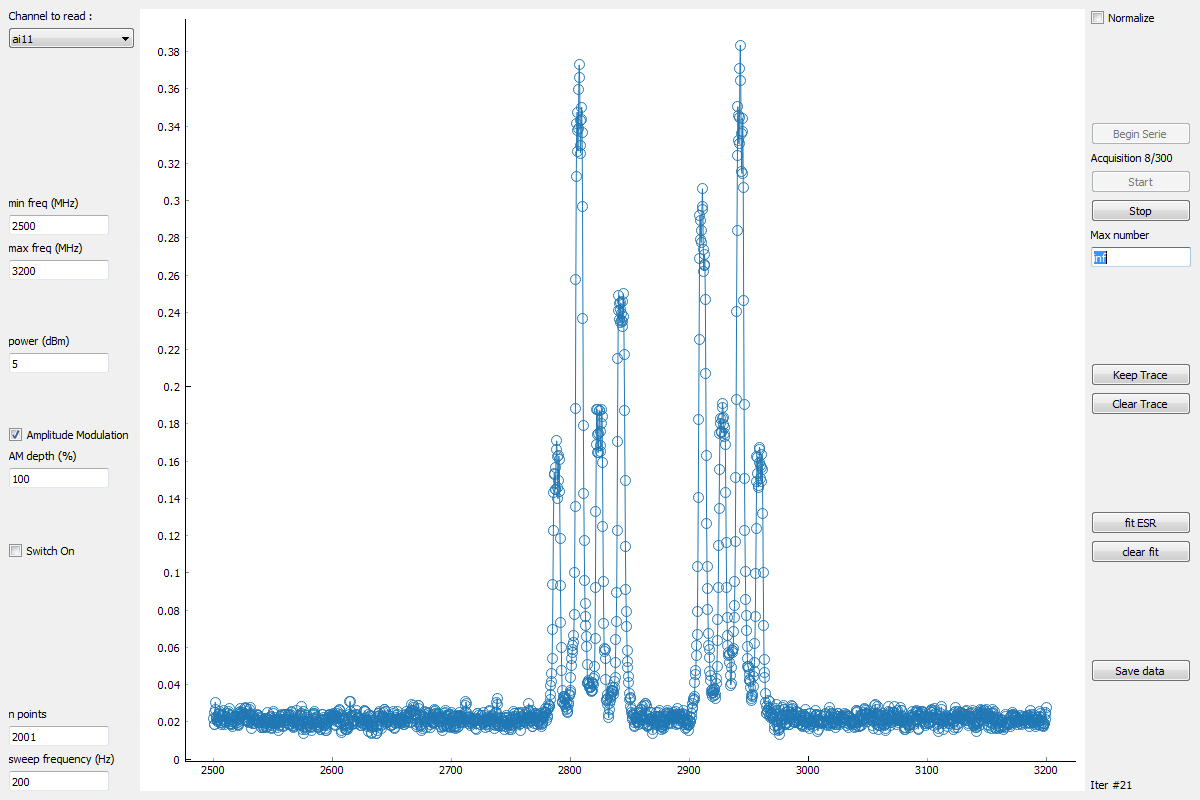 Channel to read :
ai11
min freq (MHz)
2500
max freq (MHz)
3200
power (dBm)
5
Amplitude Modulation
AM depth (%)
100
Switch On
n points
2001
sweep frequency (Hz)
200
0.38
0.36
0.34
0.32
0.3
0.28
0.26
0.24
0.22
0.2
0.18
0.16
0.14
0.12
0.1
0.08
0.06
0.04
0.02
0
2500
2600
2700
2800
2900
3000
3100
3200
Normalize
Begin Serie
Acquisition 8/300
Start
Stop
Max number
inf
Keep Trace
Clear Trace
fit ESR
clear fit
Save data
Iter #21